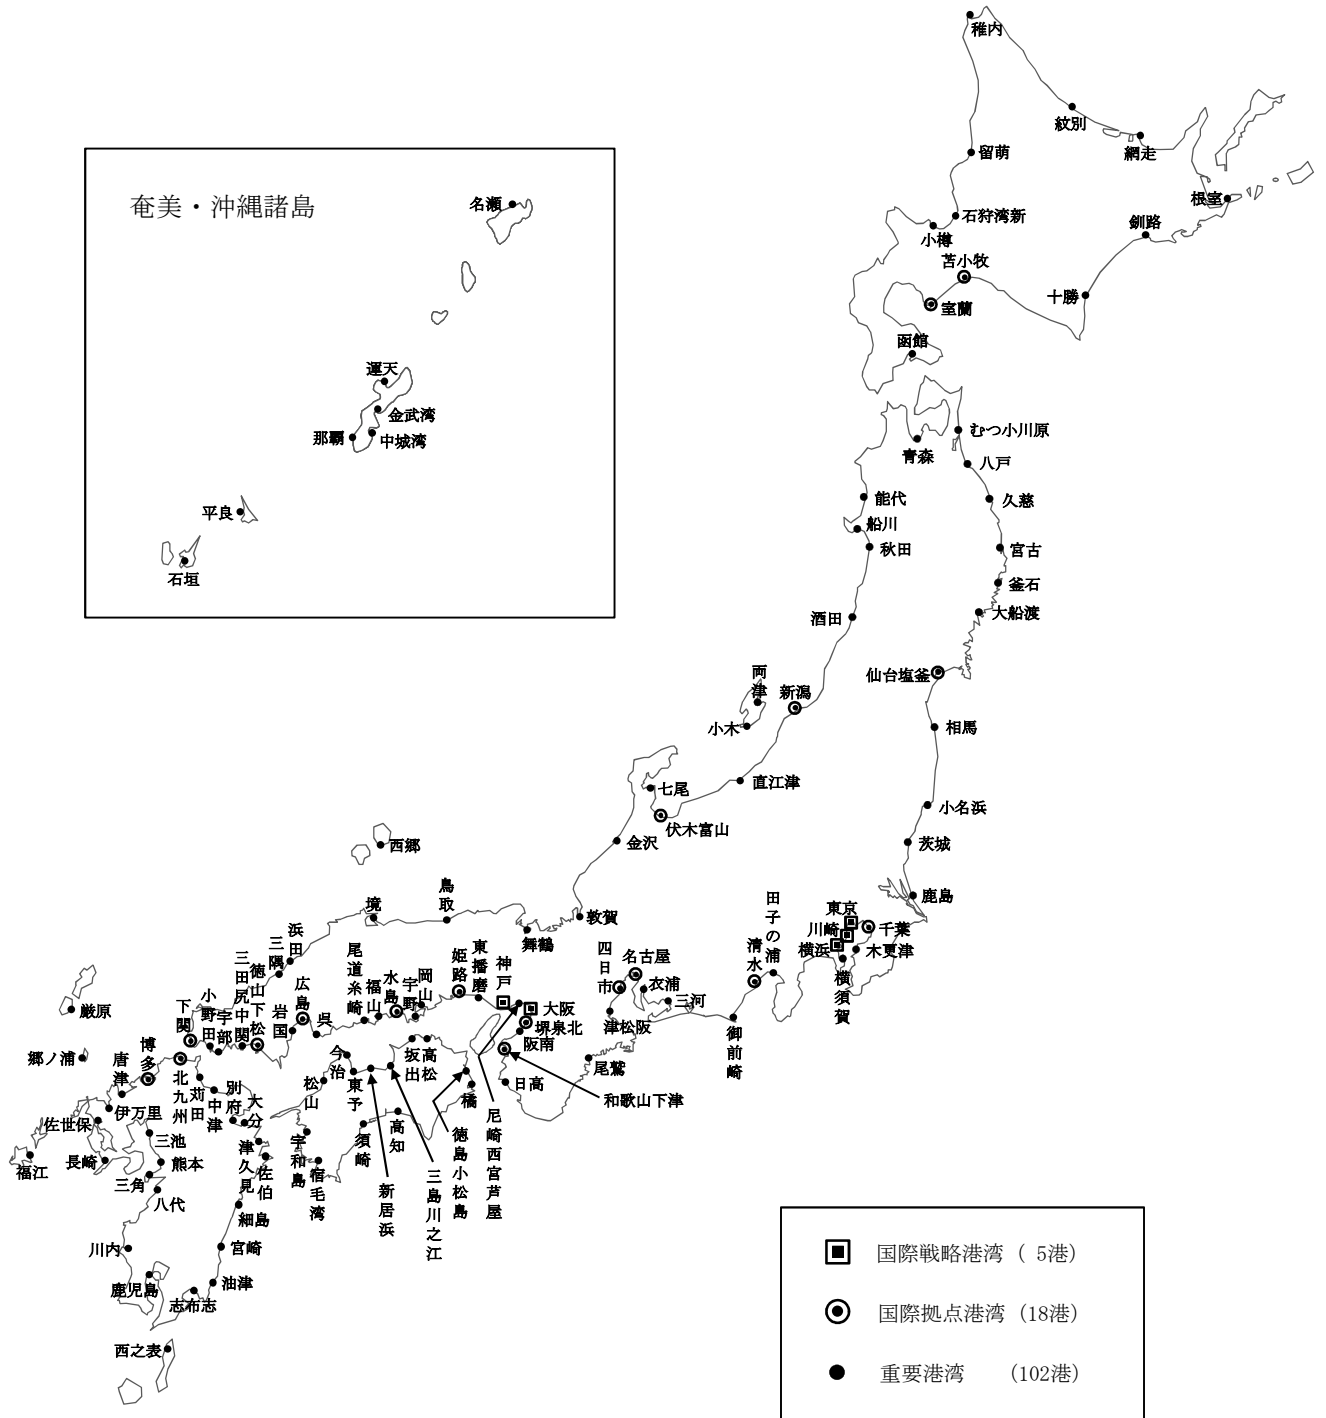 稚内
紋別
網走
留萌
根室
石狩湾新
小樽
釧路
苫小牧
十勝
室蘭
函館
奄美・沖縄諸島
名瀬
運天
金武湾
那覇
中城湾
平良
石垣
むつ小川原
青森
八戸
能代
久慈
船川
秋田
宮古
釜石
大船渡
酒田
両津
新潟
仙台塩釜
小木
相馬
直江津
七尾
伏木富山
小名浜
金沢
茨城
西郷
鹿島
敦賀
東京
川崎
千葉
横浜
木更津
横須賀
田子の浦
清水
御前崎
名古屋
四日市
衣浦
三河
津松阪
尾鷲
舞鶴
鳥取
境
浜田
三隅
神戸
東播磨
姫路
岡山
宇野
水島
福山
尾道糸崎
呉
広島
岩国
徳山下松
三田尻中関
宇部
小野田
下関
大阪
堺泉北
阪南
和歌山下津
日高
尼崎西宮芦屋
徳島小松島
橘
高松
坂出
三島川之江
新居浜
東予
今治
松山
宇和島
宿毛湾
須崎
高知
厳原
郷ノ浦
博多
唐津
北九州
苅田
中津
別府
大分
津久見
佐伯
伊万里
佐世保
長崎
福江
三池
熊本
三角
八代
細島
宮崎
川内
油津
鹿児島
志布志
西之表
国際戦略港湾 ( 5港)
国際拠点港湾 (18港)
重要港湾 (102港)